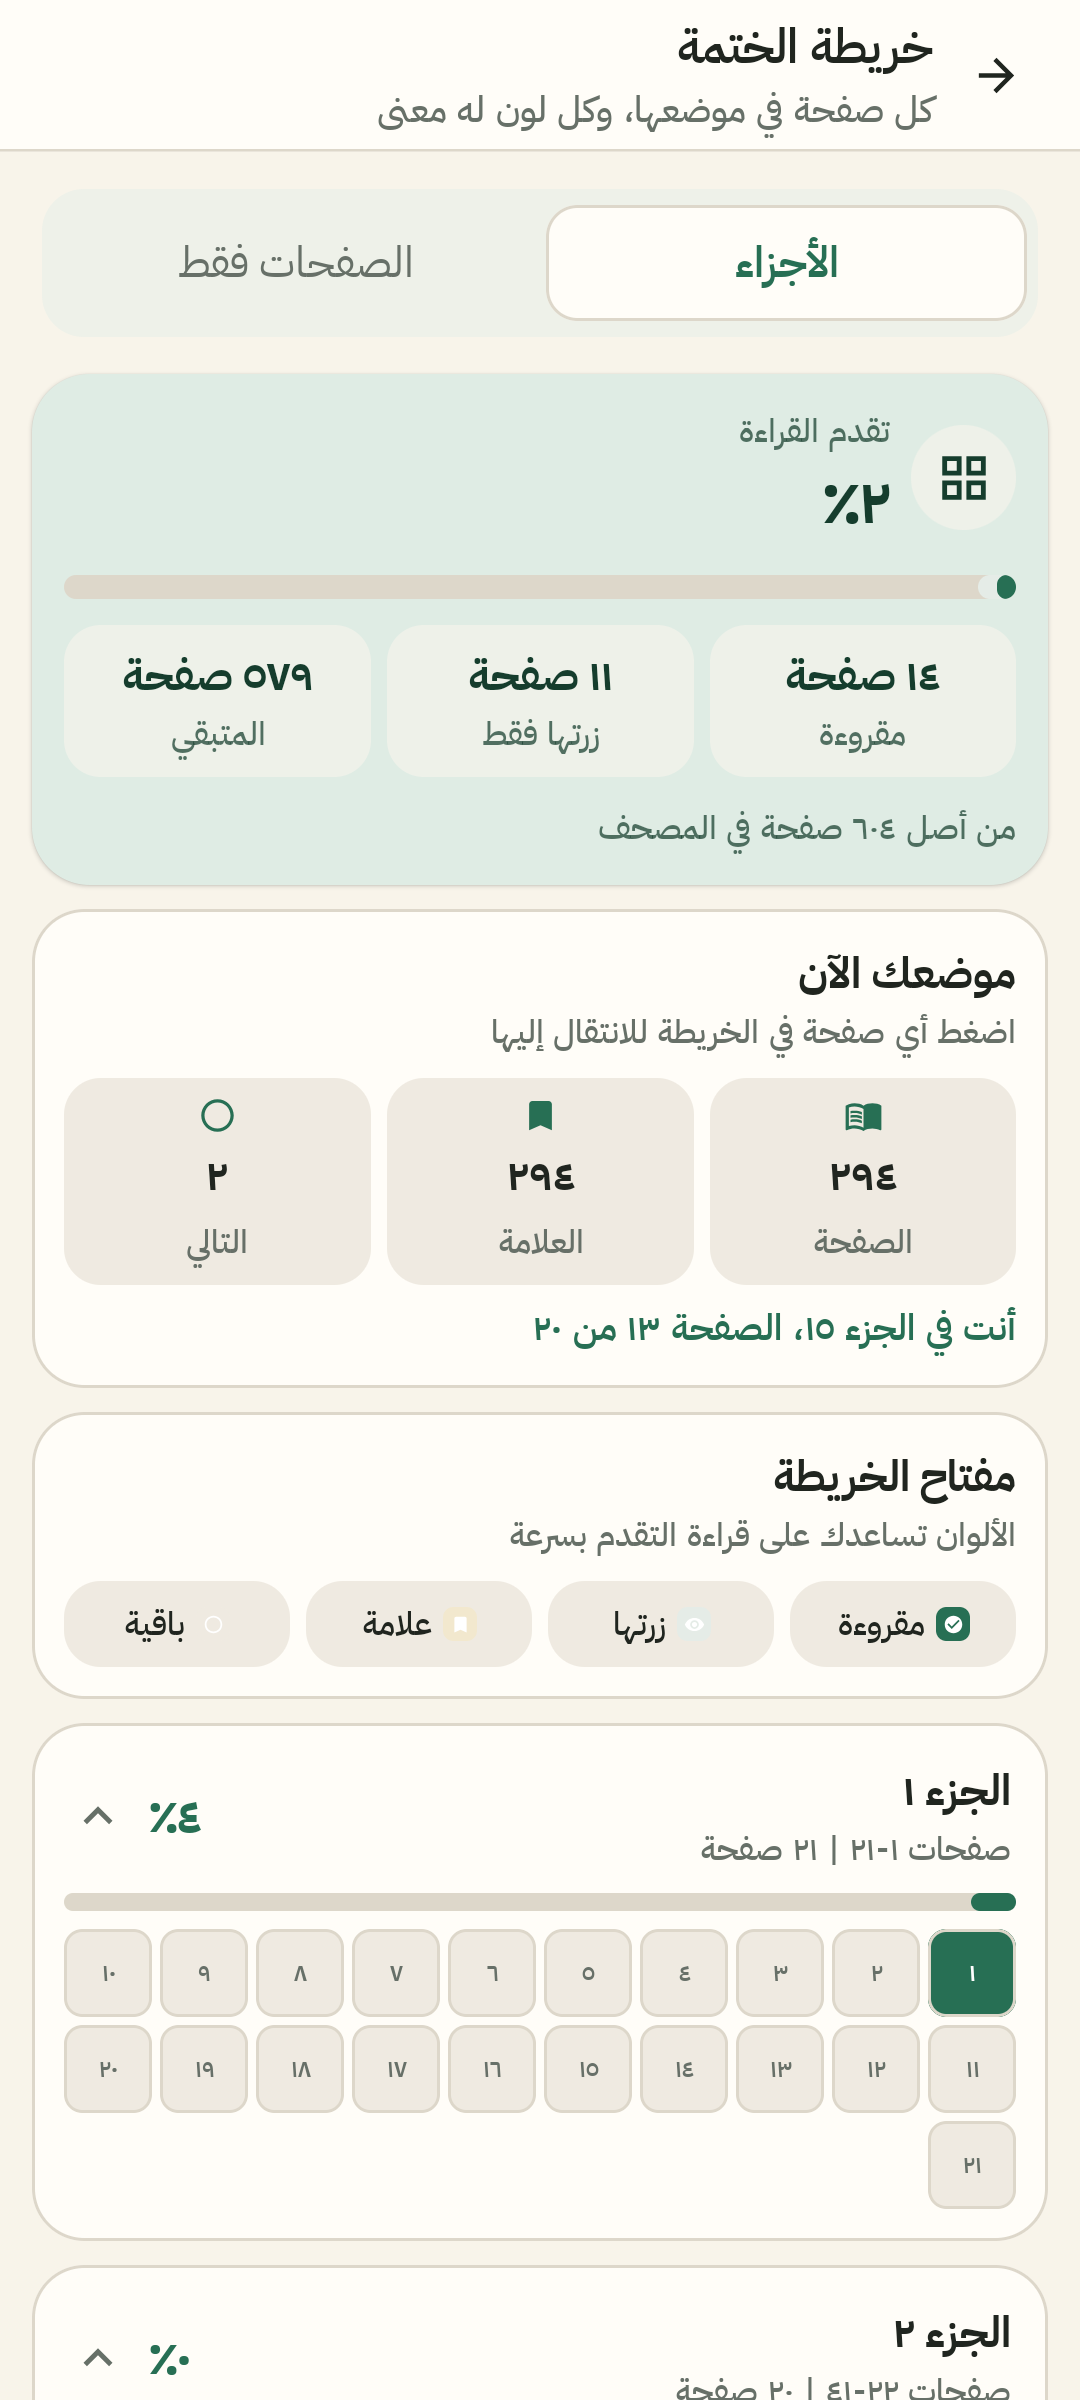 خريطة الختمة
كل صفحة في موضعها، وكل لون له معنى
الأجزاء
الصفحات فقط
تقدم القراءة
٢٪
١٤ صفحة
مقروءة
١١ صفحة
زرتها فقط
٥٧٩ صفحة
المتبقي
من أصل ٦٠٤ صفحة في المصحف
موضعك الآن
اضغط أي صفحة في الخريطة للانتقال إليها
٢٩٤
الصفحة
٢٩٤
العلامة
٢
التالي
أنت في الجزء ١٥، الصفحة ١٣ من ٢٠
مفتاح الخريطة
الألوان تساعدك على قراءة التقدم بسرعة
مقروءة
زرتها
علامة
باقية
الجزء ١
٤٪
صفحات ١-٢١ | ٢١ صفحة
١ ٢ ٣ ٤ ٥ ٦ ٧ ٨ ٩ ١٠
١١ ١٢ ١٣ ١٤ ١٥ ١٦ ١٧ ١٨ ١٩ ٢٠
٢١
الجزء ٢
٠٪
صفحات ٢٢-٤١ | ٢٠ صفحة